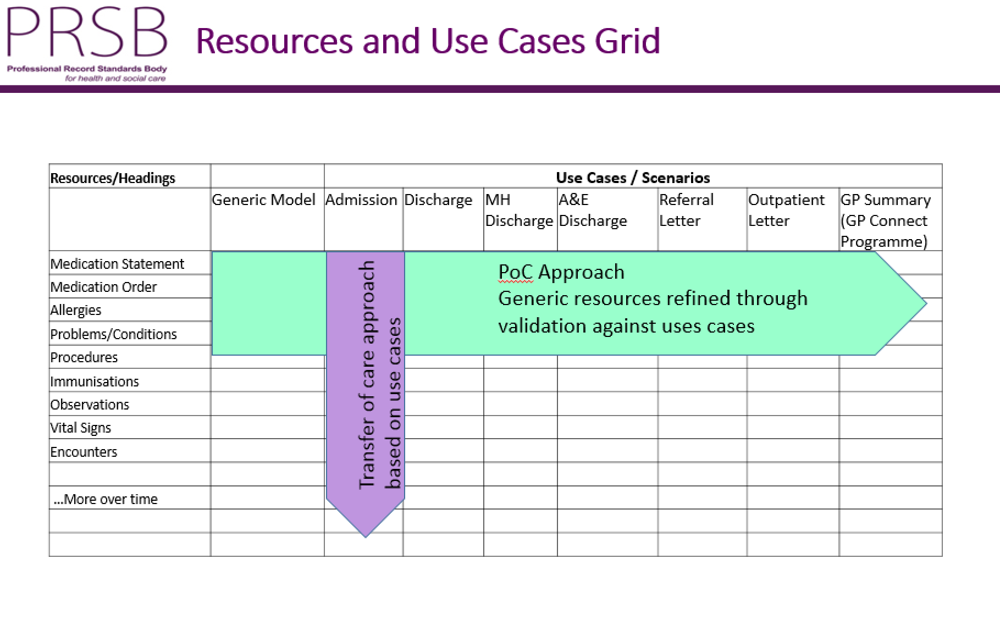 PRSB
Professional Record Standards Body
for health and social care
Resources and Use Cases Grid
Resources/Headings
Use Cases / Scenarios
Generic Model
Admission
Discharge
MH
Discharge
A&E
Discharge
Referral
Letter
Outpatient
Letter
GP Summary
(GP Connect
Programme)
Medication Statement
Medication Order
Allergies
Problems/Conditions
Procedures
Immunisations
Observations
Vital Signs
Encounters
...More over time
Transfer of care approach
based on use cases
PoC Approach
Generic resources refined through
validation against uses cases